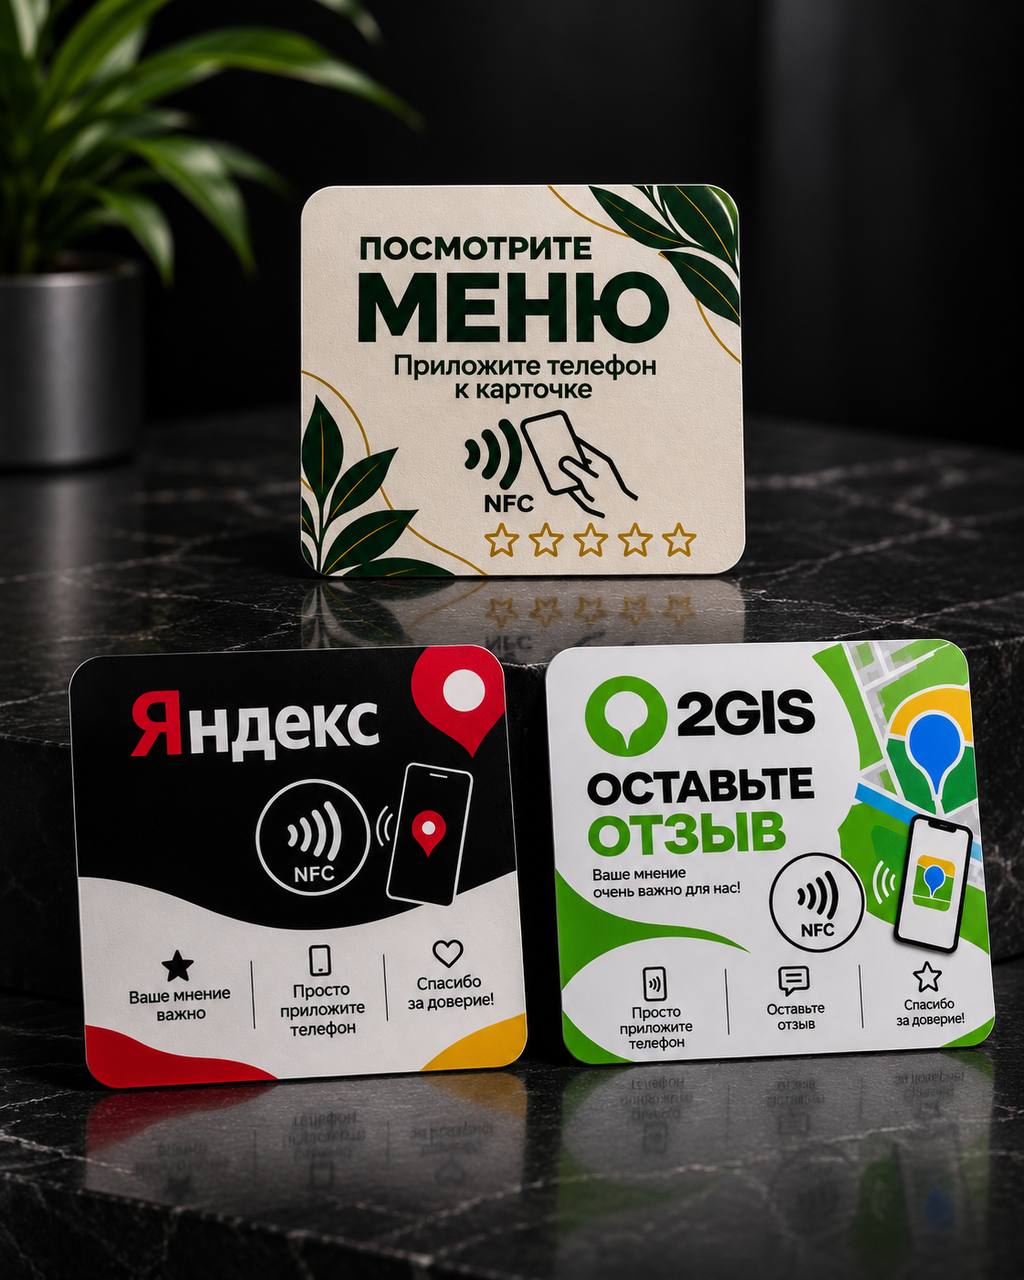 ПОСМОТРИТЕ
МЕНЮ
Приложите телефон
к карточке
NFC
Яндекс
NFC
Ваше мнение
важно
Просто
приложите
телефон
Спасибо
за доверие!
2GIS
ОСТАВЬТЕ
ОТЗЫВ
Ваше мнение
очень важно для нас!
NFC
Просто
приложите
телефон
Оставьте
отзыв
Спасибо
за доверие!